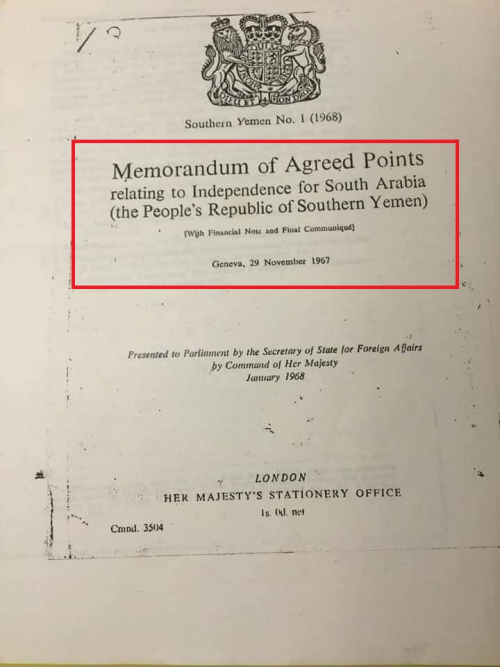 Southern Yemen No. 1 (1968)
Memorandum of Agreed Points
relating to Independence for South Arabia
(the People's Republic of Southern Yemen)
[With Financial Note and Final Communiqué]
Geneva, 29 November 1967
Presented to Parliament by the Secretary of State for Foreign Affairs
by Command of Her Majesty
January 1968
LONDON
HER MAJESTY'S STATIONERY OFFICE
1s. 0d. net
Cmnd. 3504